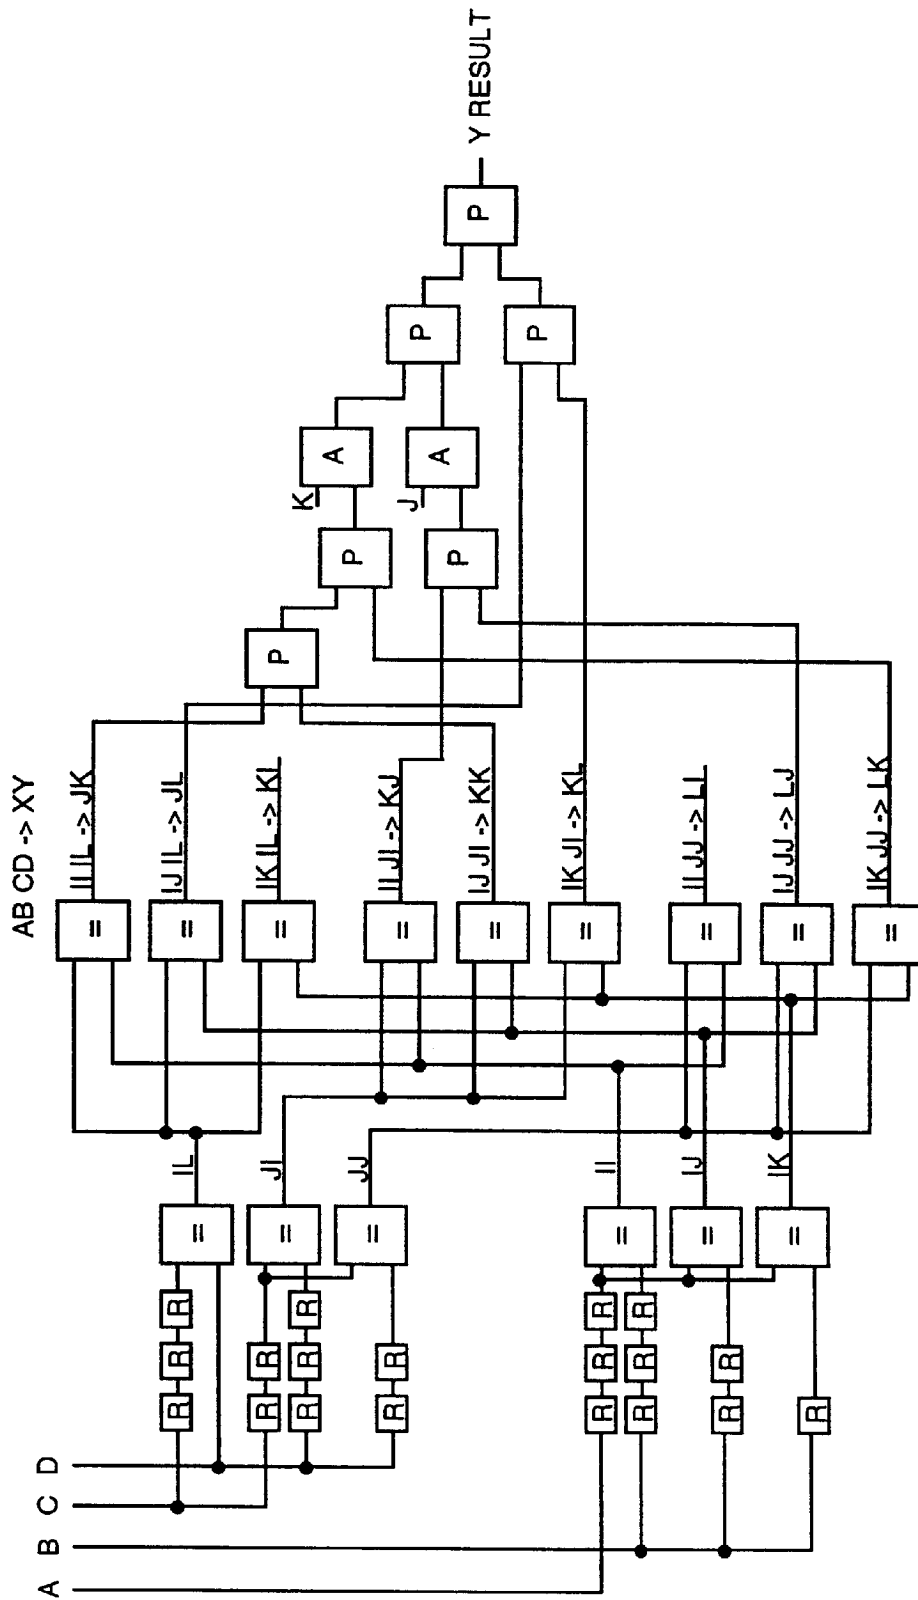 AB CD -> XY
A
B
C
D
= II IL -> JK
R R R = IL
= IJ IL -> JL
R R = JI
R R R
= IK IL -> KI
P
K
A
P
R R = JJ
= II JI -> KJ
J
A
P
P
P Y RESULT
= IJ JI -> KK
P
= IK JI -> KL
R R R = II
R R R
= II JJ -> LI
R R = IJ
= IJ JJ -> LJ
R = IK
= IK JJ -> LK